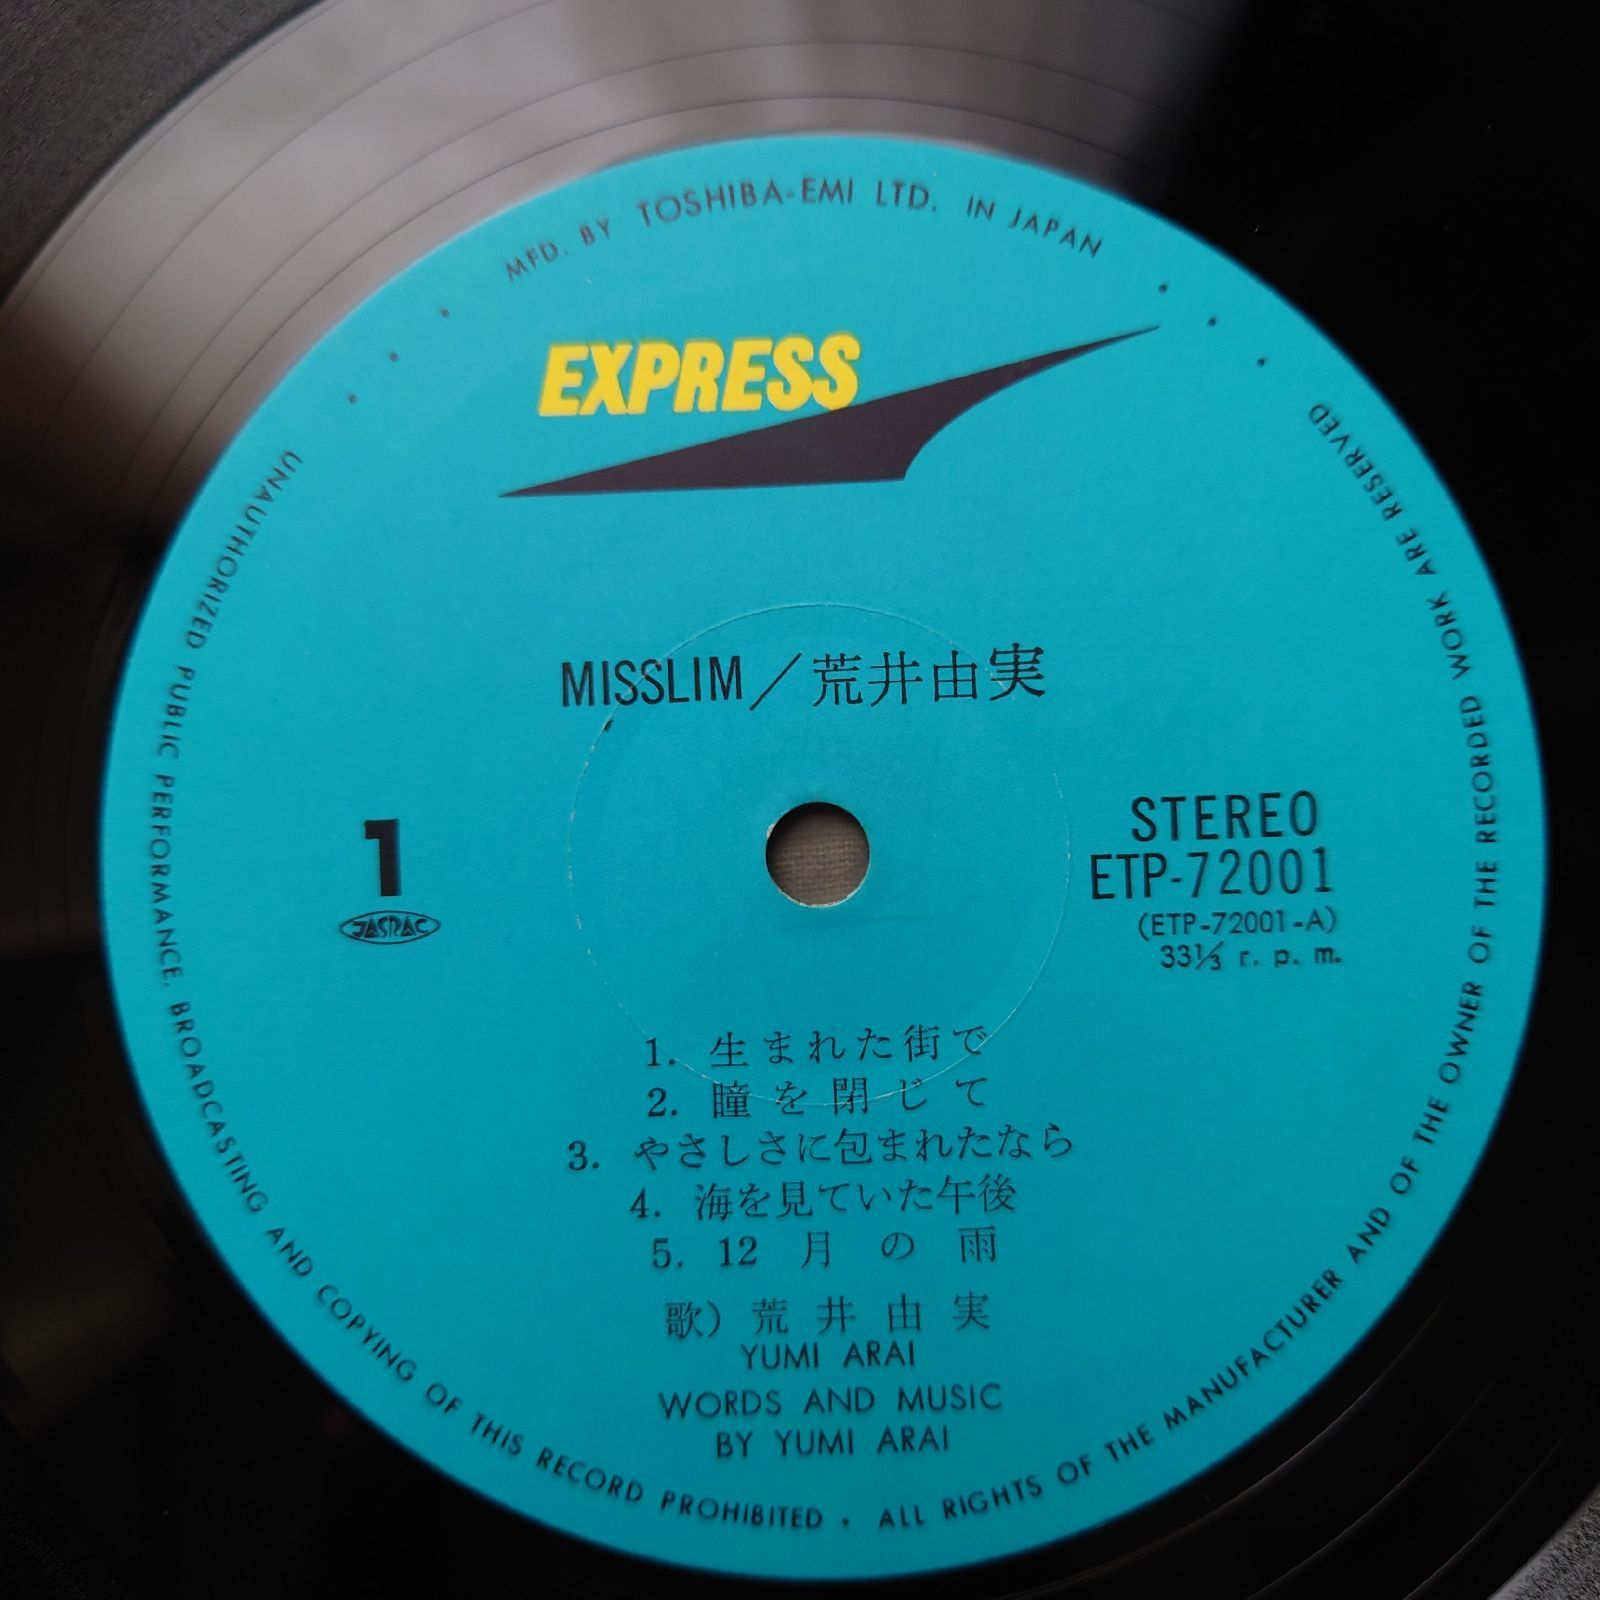 MFD. BY TOSHIBA-EMI LTD. IN JAPAN
EXPRESS
MISSLIM／荒井由実
1
JASRAC
STEREO
ETP-72001
(ETP-72001-A)
33⅓ r. p. m.
1. 生まれた街で
2. 瞳を閉じて
3. やさしさに包まれたなら
4. 海を見ていた午後
5. 12月の雨
歌) 荒井由実
YUMI ARAI
WORDS AND MUSIC
BY YUMI ARAI
UNAUTHORIZED PUBLIC PERFORMANCE, BROADCASTING AND COPYING OF THIS RECORD PROHIBITED · ALL RIGHTS OF THE MANUFACTURER AND OF THE OWNER OF THE RECORDED WORK ARE RESERVED